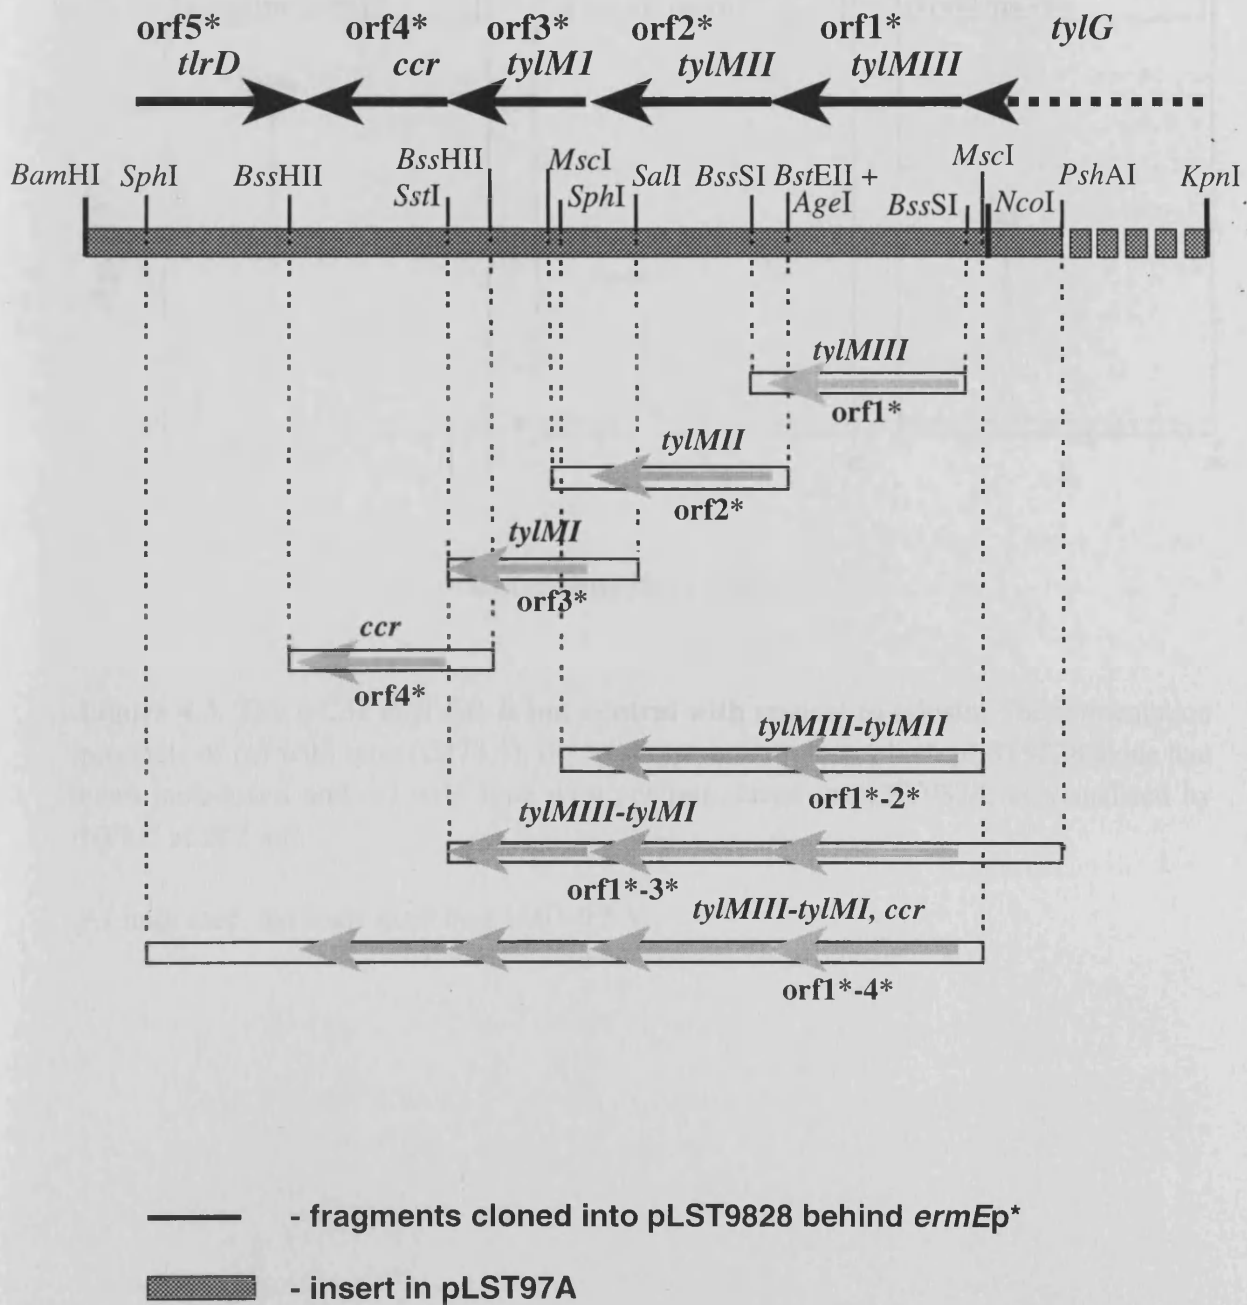 orf5* orf4* orf3* orf2* orf1* tylG
tlrD ccr tylM1 tylMII tylMIII
BssHII MscI MscI
BamHI SphI BssHII SalI BssSI BstEII + PshAI KpnI
SstI SphI AgeI BssSI NcoI
tylMIII
orf1*
tylMII
orf2*
tylMI
orf3*
ccr
orf4*
tylMIII-tylMII
orf1*-2*
tylMIII-tylMI
orf1*-3*
tylMIII-tylMI, ccr
orf1*-4*
- fragments cloned into pLST9828 behind ermEp*
- insert in pLST97A